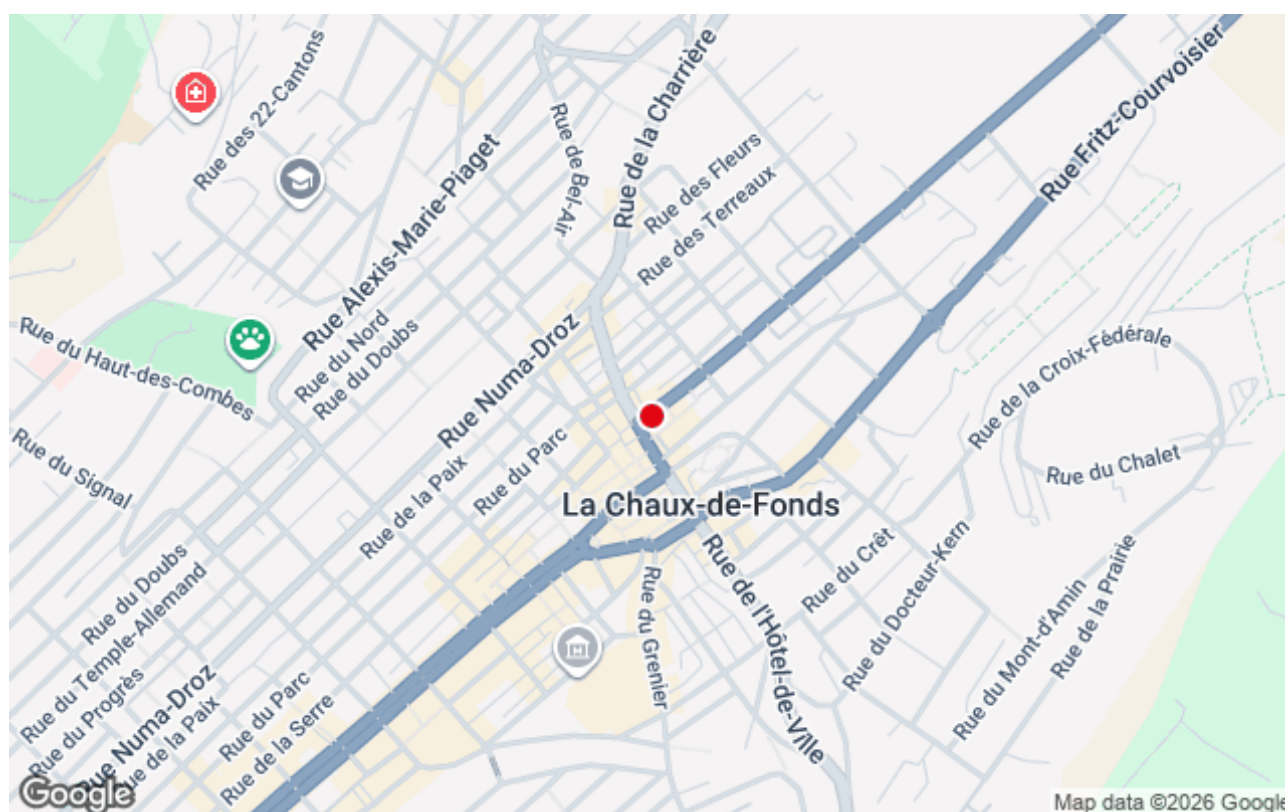 Rue des 22-Cantons
Rue Alexis-Marie-Piaget
Rue de Bel-Air
Rue de la Charrière
Rue des Fleurs
Rue des Terreaux
Rue Fritz-Courvoisier
Rue du Haut-des-Combes
Rue du Nord
Rue du Doubs
Rue Numa-Droz
Rue du Signal
Rue de la Paix
Rue du Parc
Rue de la Croix-Fédérale
Rue du Chalet
La Chaux-de-Fonds
Rue du Doubs
Rue du Temple-Allemand
Rue du Progrès
Rue Numa-Droz
Rue de la Paix
Rue du Parc
Rue de la Serre
Rue du Grenier
Rue de l'Hôtel-de-Ville
Rue du Crêt
Rue du Docteur-Kern
Rue du Mont-d'Amin
Rue de la Prairie
Google
Map data ©2026 Google